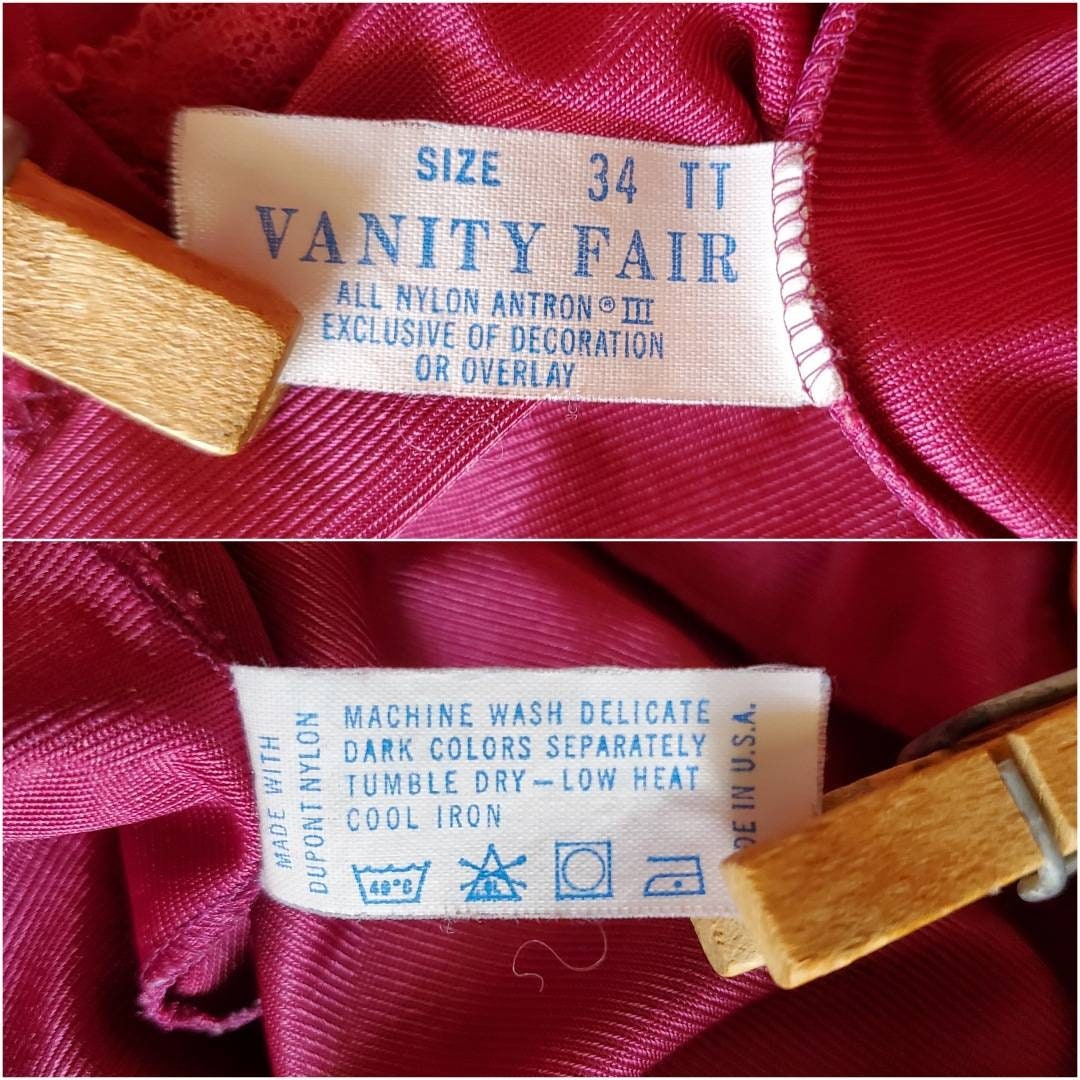 SIZE 34 TT
VANITY FAIR
ALL NYLON ANTRON® III
EXCLUSIVE OF DECORATION
OR OVERLAY
MADE WITH
DUPONT NYLON
MACHINE WASH DELICATE
DARK COLORS SEPARATELY
TUMBLE DRY—LOW HEAT
COOL IRON
40°C
IN U.S.A.